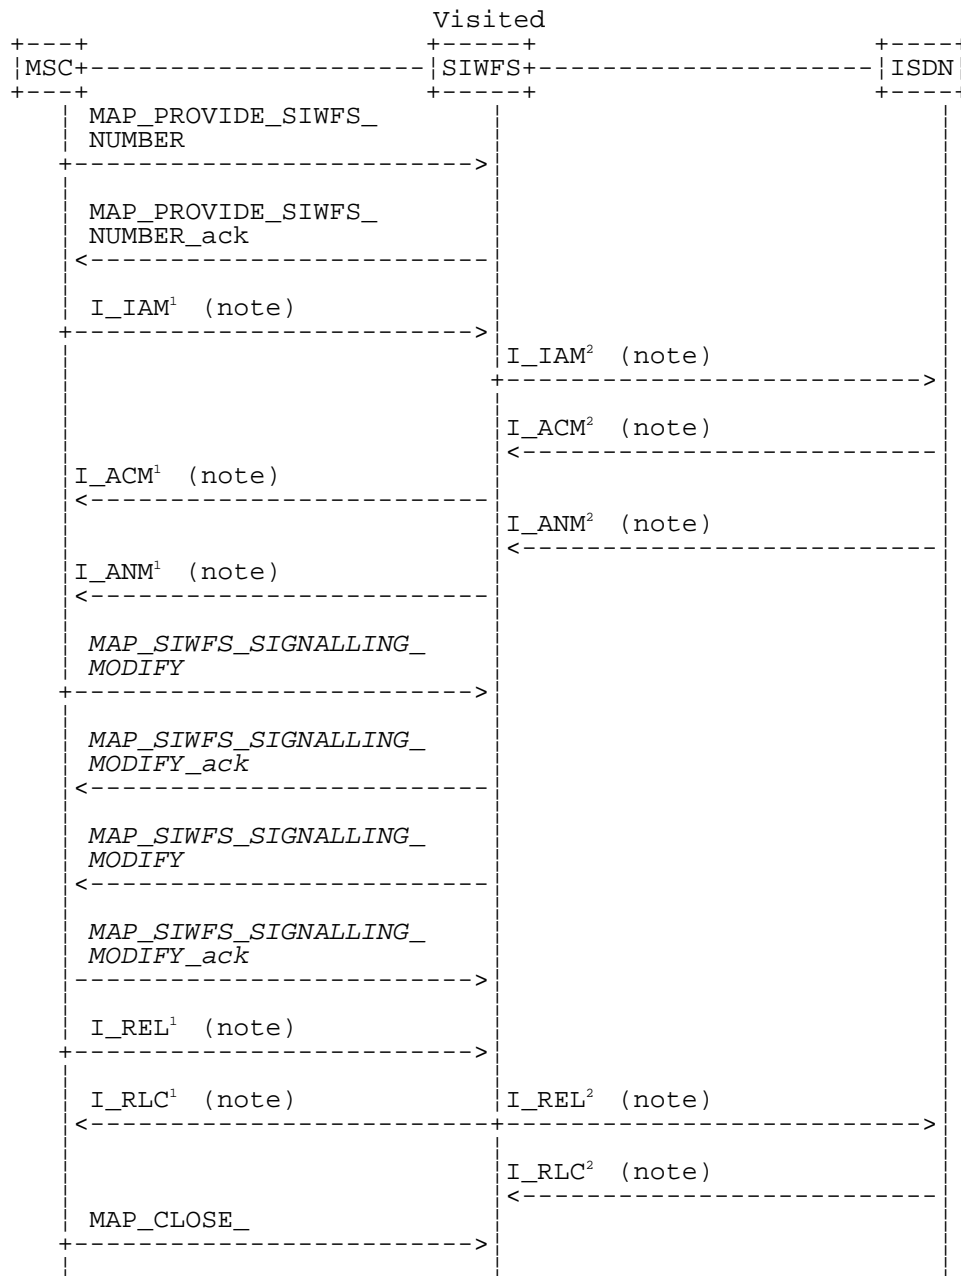 Visited
MSC SIWFS ISDN
MAP_PROVIDE_SIWFS_
NUMBER
MAP_PROVIDE_SIWFS_
NUMBER_ack
I_IAM¹ (note)
I_IAM² (note)
I_ACM² (note)
I_ACM¹ (note)
I_ANM² (note)
I_ANM¹ (note)
MAP_SIWFS_SIGNALLING_
MODIFY
MAP_SIWFS_SIGNALLING_
MODIFY_ack
MAP_SIWFS_SIGNALLING_
MODIFY
MAP_SIWFS_SIGNALLING_
MODIFY_ack
I_REL¹ (note)
I_RLC¹ (note) I_REL² (note)
I_RLC² (note)
MAP_CLOSE_